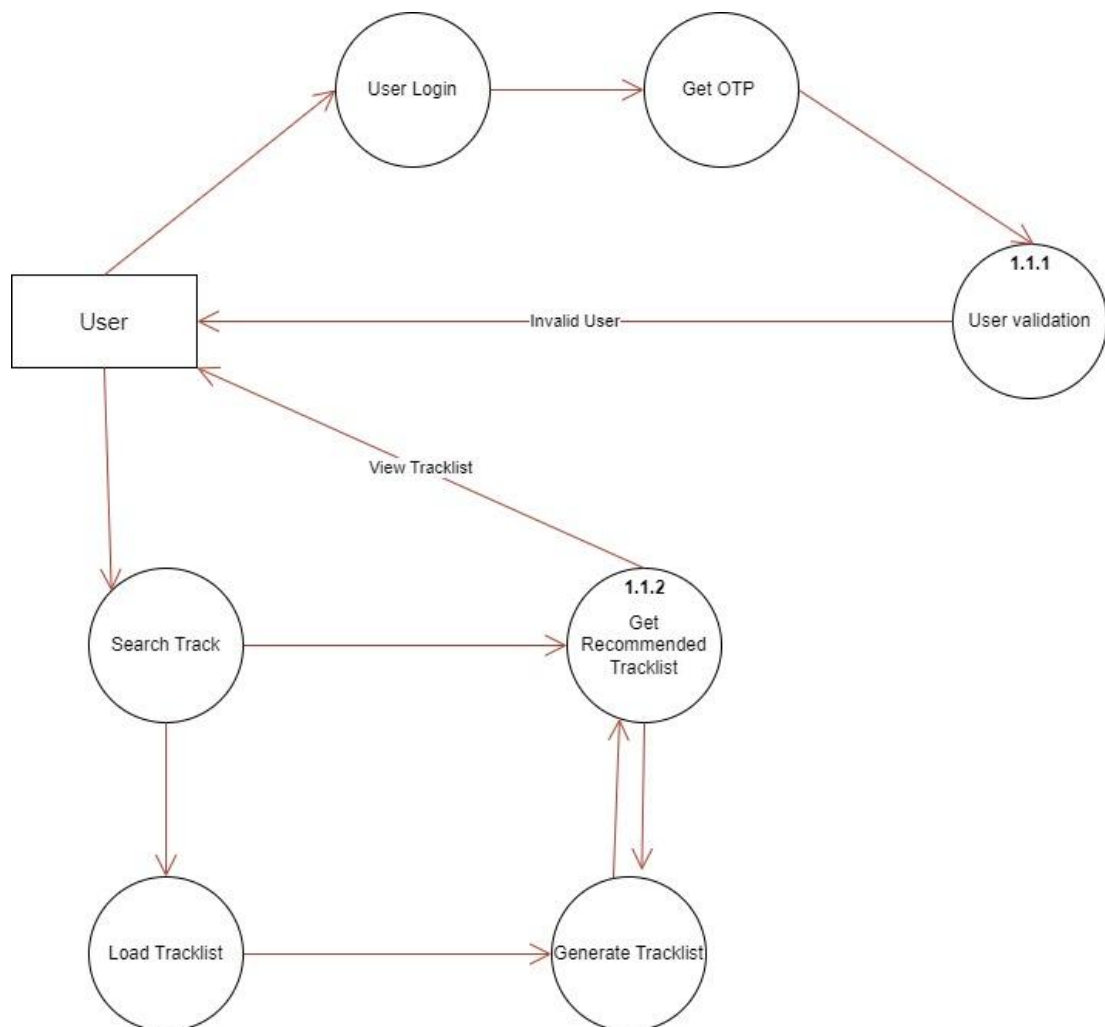 User Login
Get OTP
1.1.1
User validation
User
Invalid User
View Tracklist
1.1.2
Get
Recommended
Tracklist
Search Track
Load Tracklist
Generate Tracklist